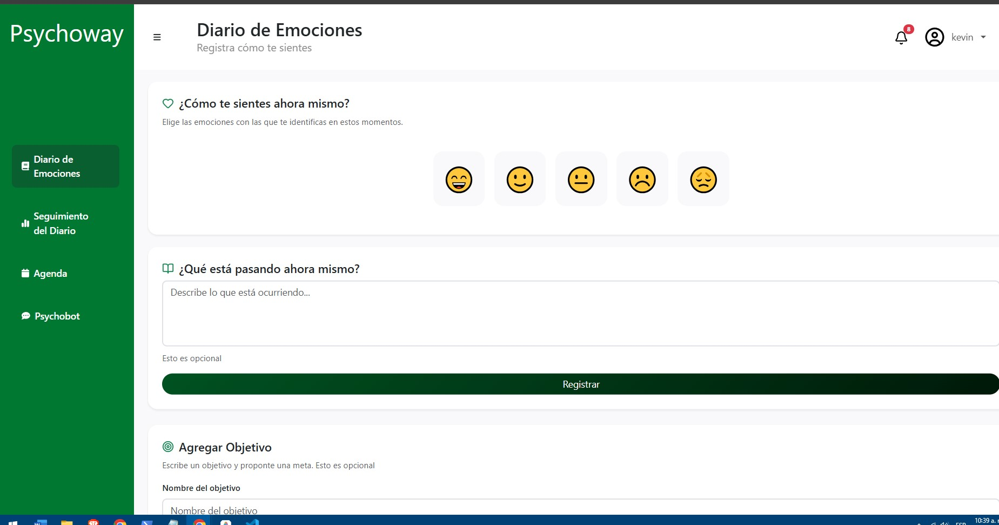 Psychoway
Diario de
Emociones
Seguimiento
del Diario
Agenda
Psychobot
Diario de Emociones
Registra cómo te sientes
8
kevin
¿Cómo te sientes ahora mismo?
Elige las emociones con las que te identificas en estos momentos.
¿Qué está pasando ahora mismo?
Describe lo que está ocurriendo...
Esto es opcional
Registrar
Agregar Objetivo
Escribe un objetivo y proponte una meta. Esto es opcional
Nombre del objetivo
Nombre del objetivo
ESP
10:39 a.